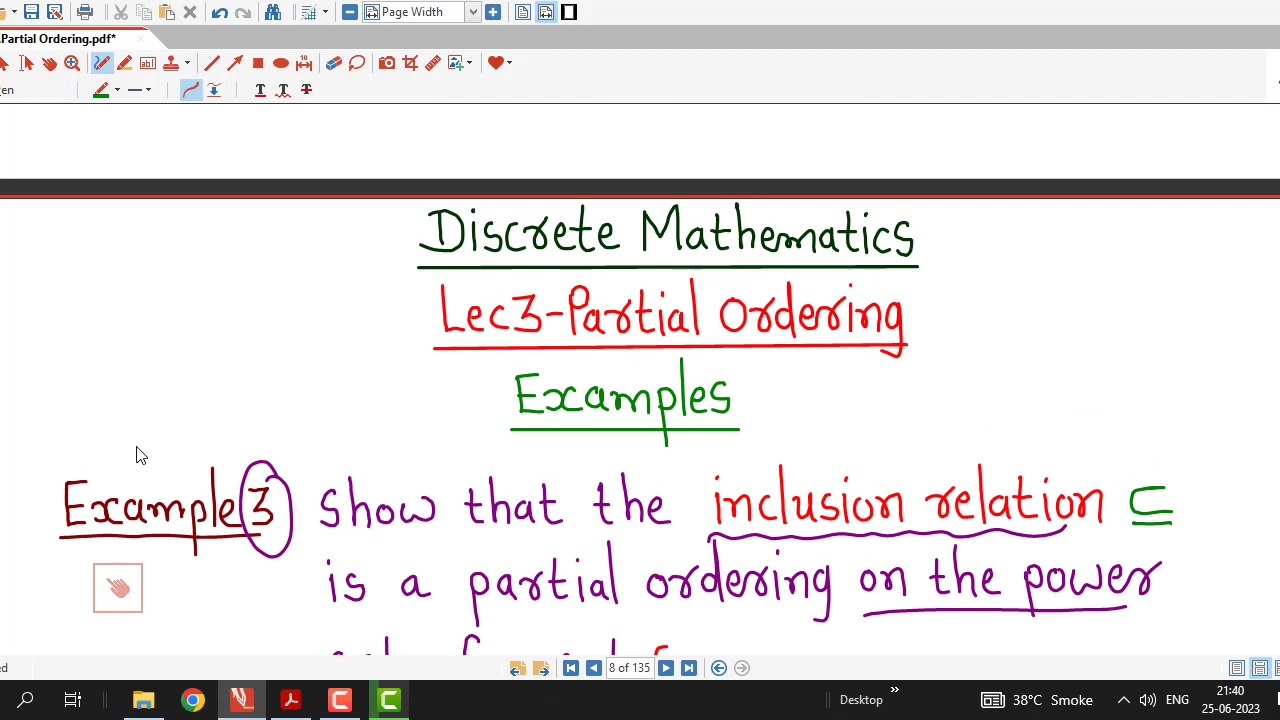 Page Width
Partial Ordering.pdf*
Discrete Mathematics
Lec3-Partial Ordering
Examples
Example 3 Show that the inclusion relation ⊆
is a partial ordering on the power
8 of 135
Desktop
38°C Smoke
ENG
21:40
25-06-2023